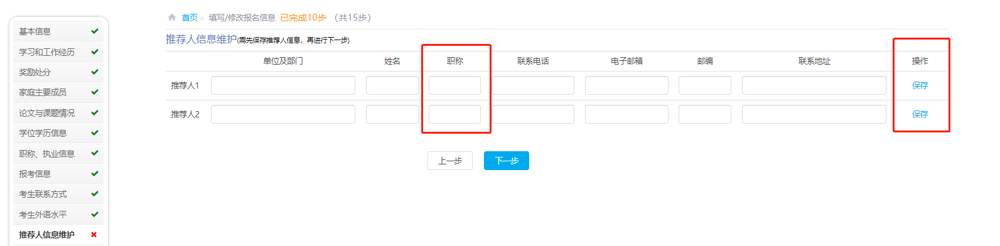 首页» 填写/修改报名信息 已完成10步 （共15步）
基本信息
学习和工作经历
奖励处分
家庭主要成员
论文与课题情况
学位学历信息
职称、执业信息
报考信息
考生联系方式
考生外语水平
推荐人信息维护
推荐人信息维护(需先保存推荐人信息，再进行下一步)
单位及部门 姓名 职称 联系电话 电子邮箱 邮编 联系地址 操作
推荐人1 保存
推荐人2 保存
上一步 下一步